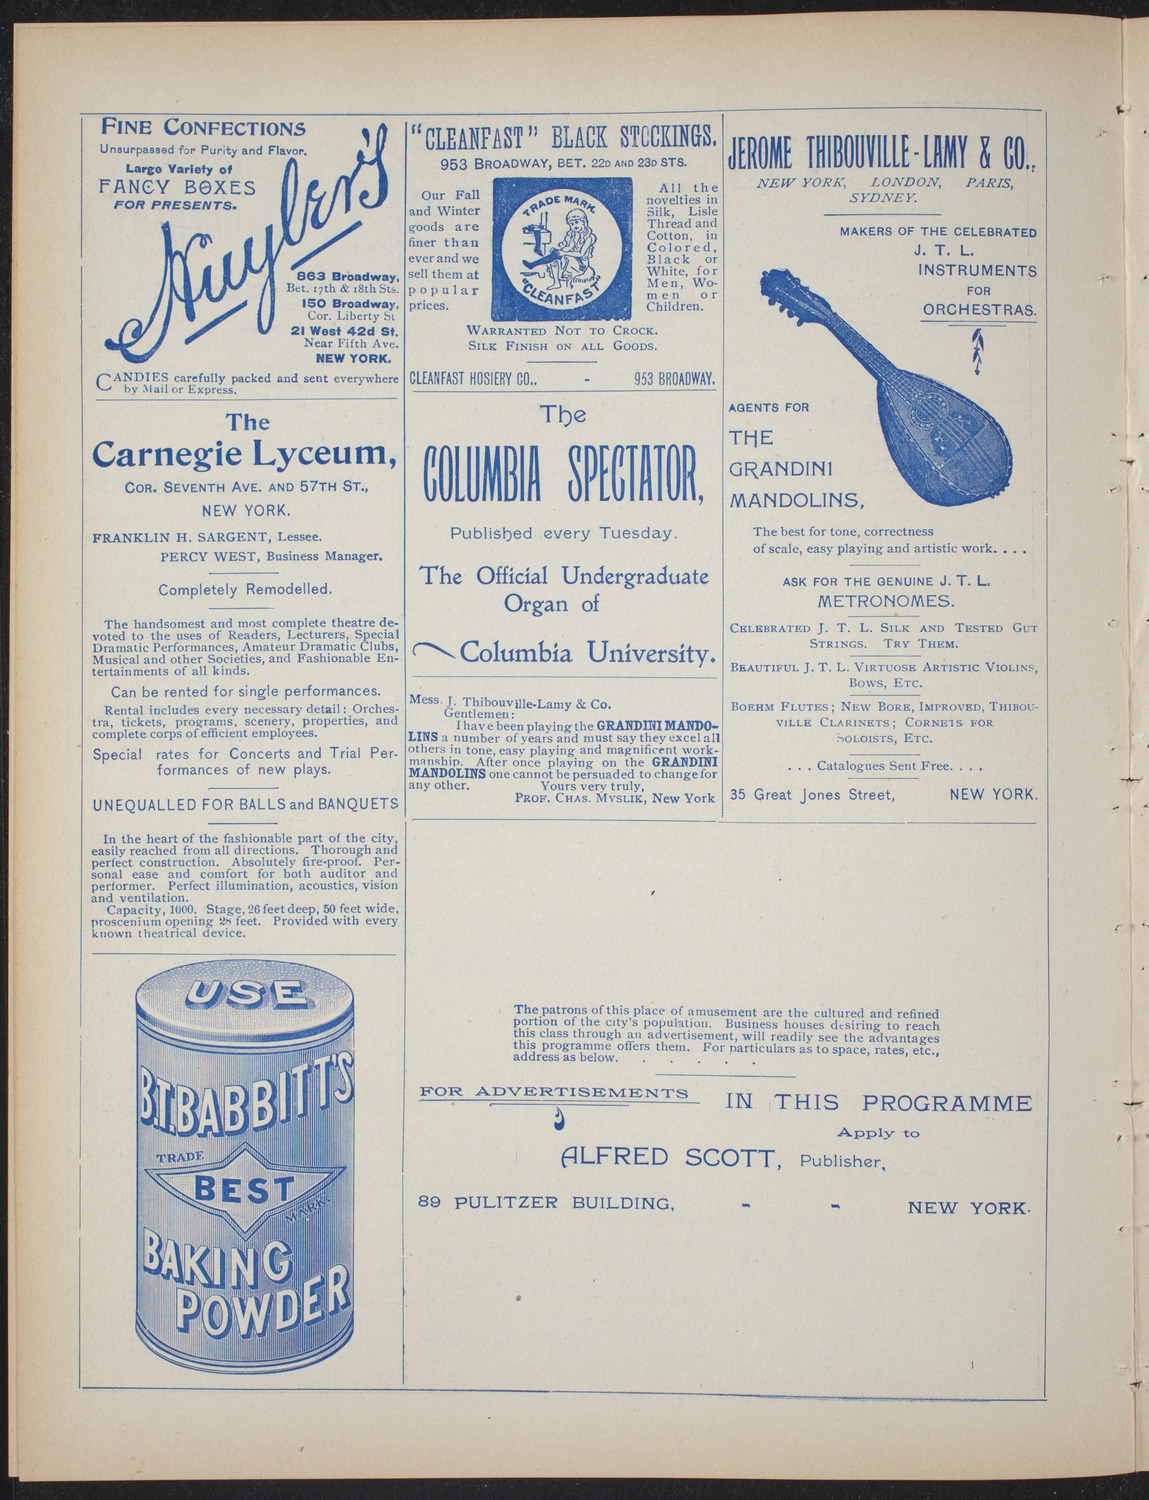 FINE CONFECTIONS
Unsurpassed for Purity and Flavor.
Large Variety of
FANCY BOXES
FOR PRESENTS.
Huyler's
863 Broadway,
Bet. 17th & 18th Sts.
150 Broadway,
Cor. Liberty St.
21 West 42d St.
Near Fifth Ave.
NEW YORK.
CANDIES carefully packed and sent everywhere
by Mail or Express.
The
Carnegie Lyceum,
COR. SEVENTH AVE. AND 57TH ST.,
NEW YORK.
FRANKLIN H. SARGENT, Lessee.
PERCY WEST, Business Manager.
Completely Remodelled.
The handsomest and most complete theatre de-
voted to the uses of Readers, Lecturers, Special
Dramatic Performances, Amateur Dramatic Clubs,
Musical and other Societies, and Fashionable En-
tertainments of all kinds.
Can be rented for single performances.
Rental includes every necessary detail: Orches-
tra, tickets, programs, scenery, properties, and
complete corps of efficient employees.
Special rates for Concerts and Trial Per-
formances of new plays.
UNEQUALLED FOR BALLS and BANQUETS
In the heart of the fashionable part of the city,
easily reached from all directions. Thorough and
perfect construction. Absolutely fire-proof. Per-
sonal ease and comfort for both auditor and
performer. Perfect illumination, acoustics, vision
and ventilation.
Capacity, 1000. Stage, 26 feet deep, 50 feet wide,
proscenium opening 28 feet. Provided with every
known theatrical device.
USE
B.T. BABBITT'S
TRADE
BEST
MARK.
BAKING
POWDER
"CLEANFAST" BLACK STOCKINGS.
953 BROADWAY, BET. 22D AND 23D STS.
Our Fall
and Winter
goods are
finer than
ever and we
sell them at
popular
prices.
TRADE MARK.
"CLEANFAST"
All the
novelties in
Silk, Lisle
Thread and
Cotton, in
Colored,
Black or
White, for
Men, Wo-
men or
Children.
WARRANTED NOT TO CROCK.
SILK FINISH ON ALL GOODS.
CLEANFAST HOSIERY CO., - 953 BROADWAY.
The
COLUMBIA SPECTATOR,
Published every Tuesday.
The Official Undergraduate
Organ of
Columbia University.
Mess. J. Thibouville-Lamy & Co.
Gentlemen:
I have been playing the GRANDINI MANDO-
LINS a number of years and must say they excel all
others in tone, easy playing and magnificent work-
manship. After once playing on the GRANDINI
MANDOLINS one cannot be persuaded to change for
any other. Yours very truly,
PROF. CHAS. MYSLIK, New York
JEROME THIBOUVILLE-LAMY & CO.,
NEW YORK, LONDON, PARIS,
SYDNEY.
MAKERS OF THE CELEBRATED
J. T. L.
INSTRUMENTS
FOR
ORCHESTRAS.
AGENTS FOR
THE
GRANDINI
MANDOLINS,
The best for tone, correctness
of scale, easy playing and artistic work. . . .
ASK FOR THE GENUINE J. T. L.
METRONOMES.
CELEBRATED J. T. L. SILK AND TESTED GUT
STRINGS. TRY THEM.
BEAUTIFUL J. T. L. VIRTUOSE ARTISTIC VIOLINS,
BOWS, ETC.
BOEHM FLUTES; NEW BORE, IMPROVED, THIBOU-
VILLE CLARINETS; CORNETS FOR
SOLOISTS, ETC.
. . . Catalogues Sent Free. . . .
35 Great Jones Street, NEW YORK.
The patrons of this place of amusement are the cultured and refined
portion of the city's population. Business houses desiring to reach
this class through an advertisement, will readily see the advantages
this programme offers them. For particulars as to space, rates, etc.,
address as below. . . . . .
FOR ADVERTISEMENTS IN THIS PROGRAMME
Apply to
ALFRED SCOTT, Publisher,
89 PULITZER BUILDING, - - NEW YORK.